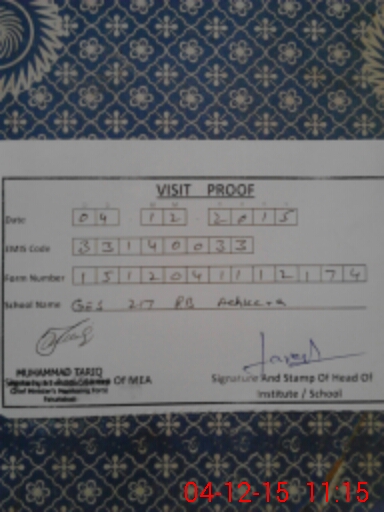 VISIT PROOF
Date 04 12 2015
EMIS Code 33140033
Form Number 1512041112174
School Name GES 217 RB
MUHAMMAD TARIQ
Of MEA
Signature And Stamp Of Head Of
Institute / School
04-12-15 11:15